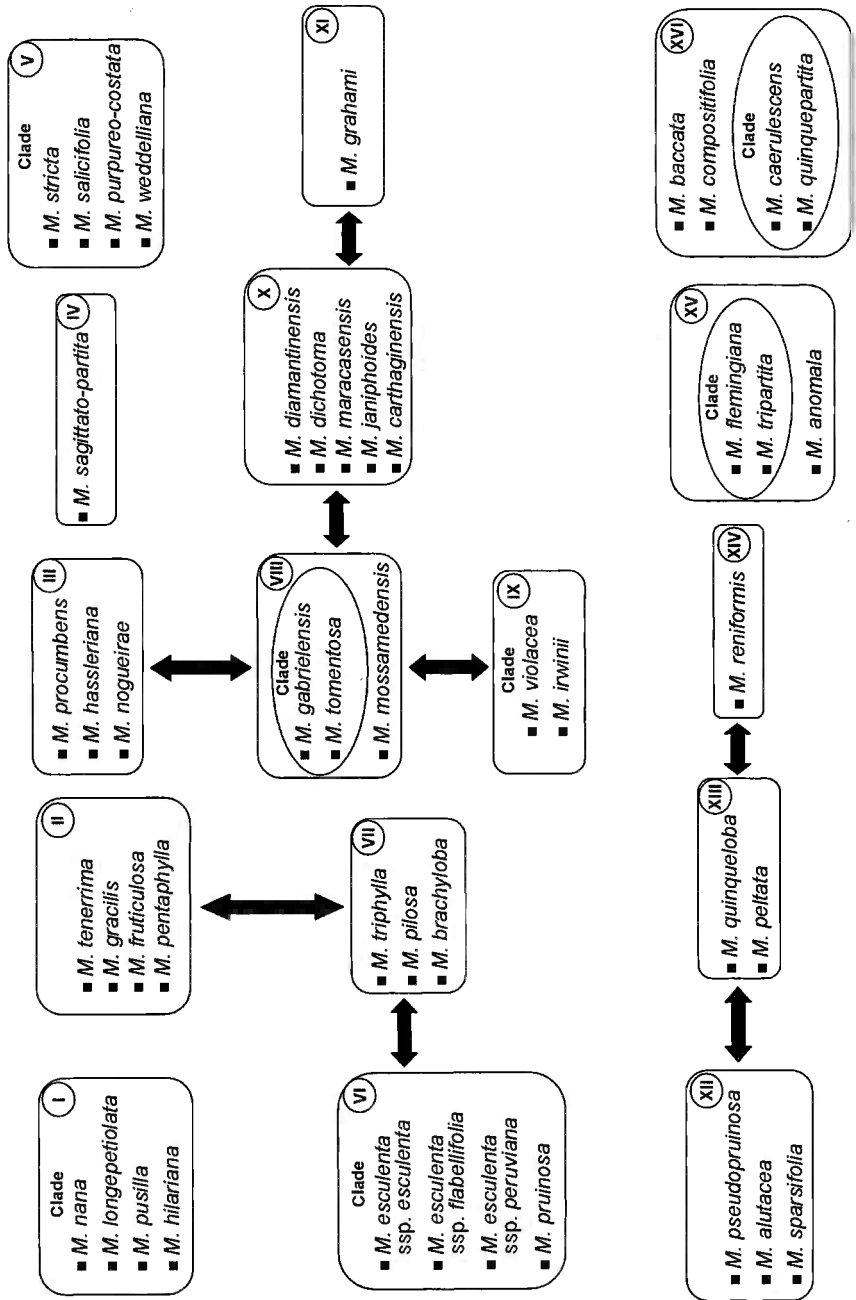 I
Clade
■ M. nana
■ M. longepetiolata
■ M. pusilla
■ M. hilariana
II
■ M. tenerrima
■ M. gracilis
■ M. fruticulosa
■ M. pentaphylla
III
■ M. procumbens
■ M. hassleriana
■ M. nogueirae
IV
■ M. sagittato-partita
V
Clade
■ M. stricta
■ M. salicifolia
■ M. purpureo-costata
■ M. weddelliana
VI
Clade
■ M. esculenta
ssp. esculenta
■ M. esculenta
ssp. flabellifolia
■ M. esculenta
ssp. peruviana
■ M. pruinosa
VII
■ M. triphylla
■ M. pilosa
■ M. brachyloba
VIII
Clade
■ M. gabrielensis
■ M. tomentosa
■ M. mossamedensis
IX
Clade
■ M. violacea
■ M. irwinii
X
■ M. diamantinensis
■ M. dichotoma
■ M. maracasensis
■ M. janiphoides
■ M. carthaginensis
XI
■ M. grahami
XII
■ M. pseudopruinosa
■ M. alutacea
■ M. sparsifolia
XIII
■ M. quinqueloba
■ M. peltata
XIV
■ M. reniformis
XV
Clade
■ M. flemingiana
■ M. tripartita
■ M. anomala
XVI
■ M. baccata
■ M. compositifolia
Clade
■ M. caerulescens
■ M. quinquepartita